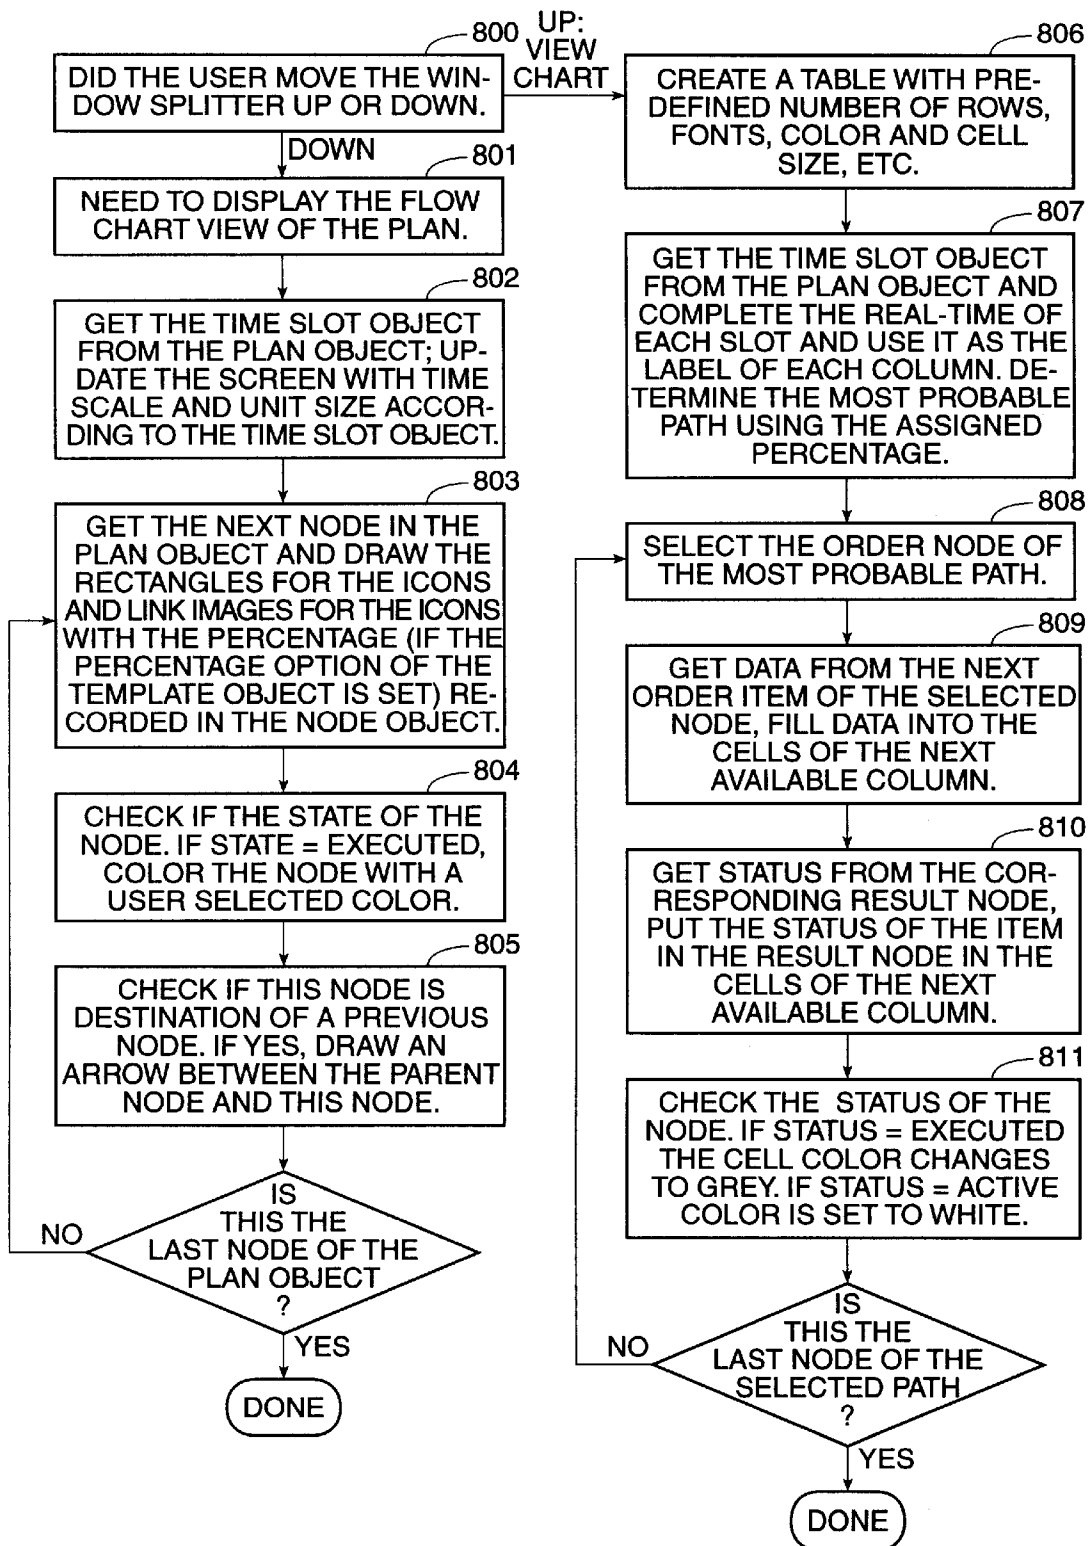 800
DID THE USER MOVE THE WIN-
DOW SPLITTER UP OR DOWN.
UP:
VIEW
CHART
DOWN
801
NEED TO DISPLAY THE FLOW
CHART VIEW OF THE PLAN.
802
GET THE TIME SLOT OBJECT
FROM THE PLAN OBJECT; UP-
DATE THE SCREEN WITH TIME
SCALE AND UNIT SIZE ACCOR-
DING TO THE TIME SLOT OBJECT.
803
GET THE NEXT NODE IN THE
PLAN OBJECT AND DRAW THE
RECTANGLES FOR THE ICONS
AND LINK IMAGES FOR THE ICONS
WITH THE PERCENTAGE (IF THE
PERCENTAGE OPTION OF THE
TEMPLATE OBJECT IS SET) RE-
CORDED IN THE NODE OBJECT.
804
CHECK IF THE STATE OF THE
NODE. IF STATE = EXECUTED,
COLOR THE NODE WITH A
USER SELECTED COLOR.
805
CHECK IF THIS NODE IS
DESTINATION OF A PREVIOUS
NODE. IF YES, DRAW AN
ARROW BETWEEN THE PARENT
NODE AND THIS NODE.
IS
THIS THE
LAST NODE OF THE
PLAN OBJECT
?
NO
YES
DONE
806
CREATE A TABLE WITH PRE-
DEFINED NUMBER OF ROWS,
FONTS, COLOR AND CELL
SIZE, ETC.
807
GET THE TIME SLOT OBJECT
FROM THE PLAN OBJECT AND
COMPLETE THE REAL-TIME OF
EACH SLOT AND USE IT AS THE
LABEL OF EACH COLUMN. DE-
TERMINE THE MOST PROBABLE
PATH USING THE ASSIGNED
PERCENTAGE.
808
SELECT THE ORDER NODE OF
THE MOST PROBABLE PATH.
809
GET DATA FROM THE NEXT
ORDER ITEM OF THE SELECTED
NODE, FILL DATA INTO THE
CELLS OF THE NEXT
AVAILABLE COLUMN.
810
GET STATUS FROM THE COR-
RESPONDING RESULT NODE,
PUT THE STATUS OF THE ITEM
IN THE RESULT NODE IN THE
CELLS OF THE NEXT
AVAILABLE COLUMN.
811
CHECK THE STATUS OF THE
NODE. IF STATUS = EXECUTED
THE CELL COLOR CHANGES
TO GREY. IF STATUS = ACTIVE
COLOR IS SET TO WHITE.
IS
THIS THE
LAST NODE OF THE
SELECTED PATH
?
NO
YES
DONE